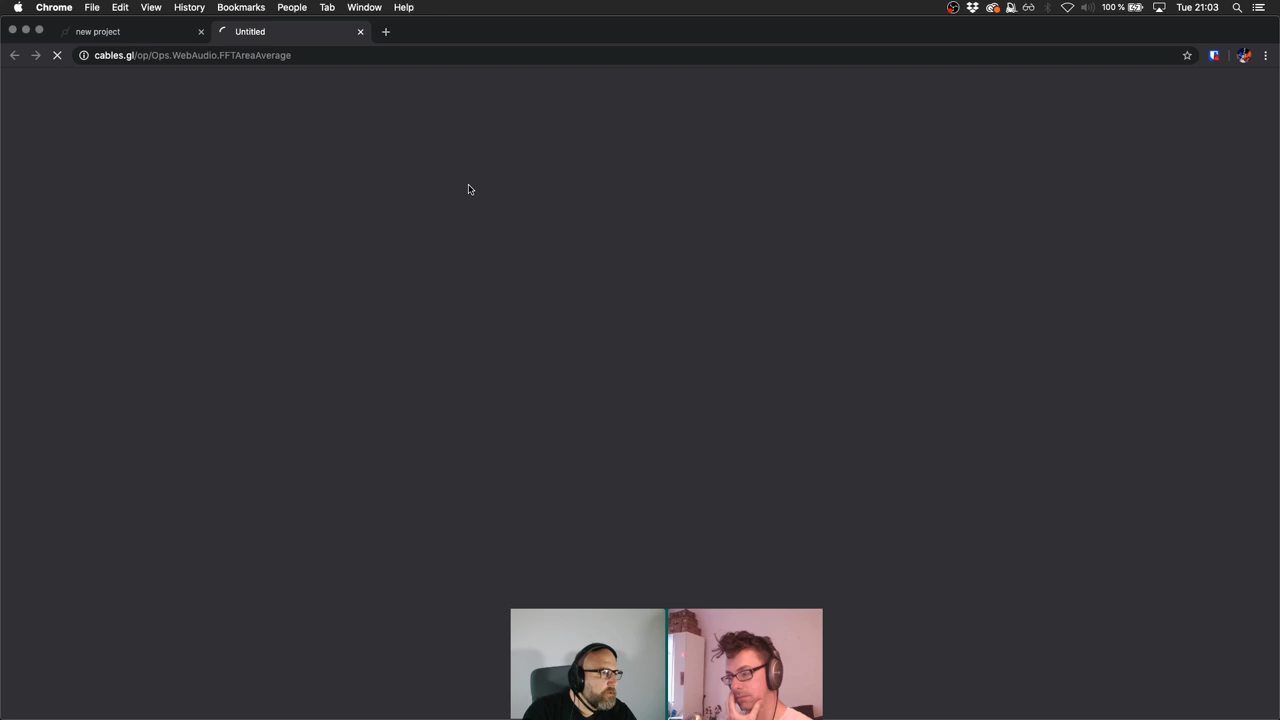 Chrome File Edit View History Bookmarks People Tab Window Help 100 % Tue 21:03
new project Untitled
cables.gl/op/Ops.WebAudio.FFTAreaAverage